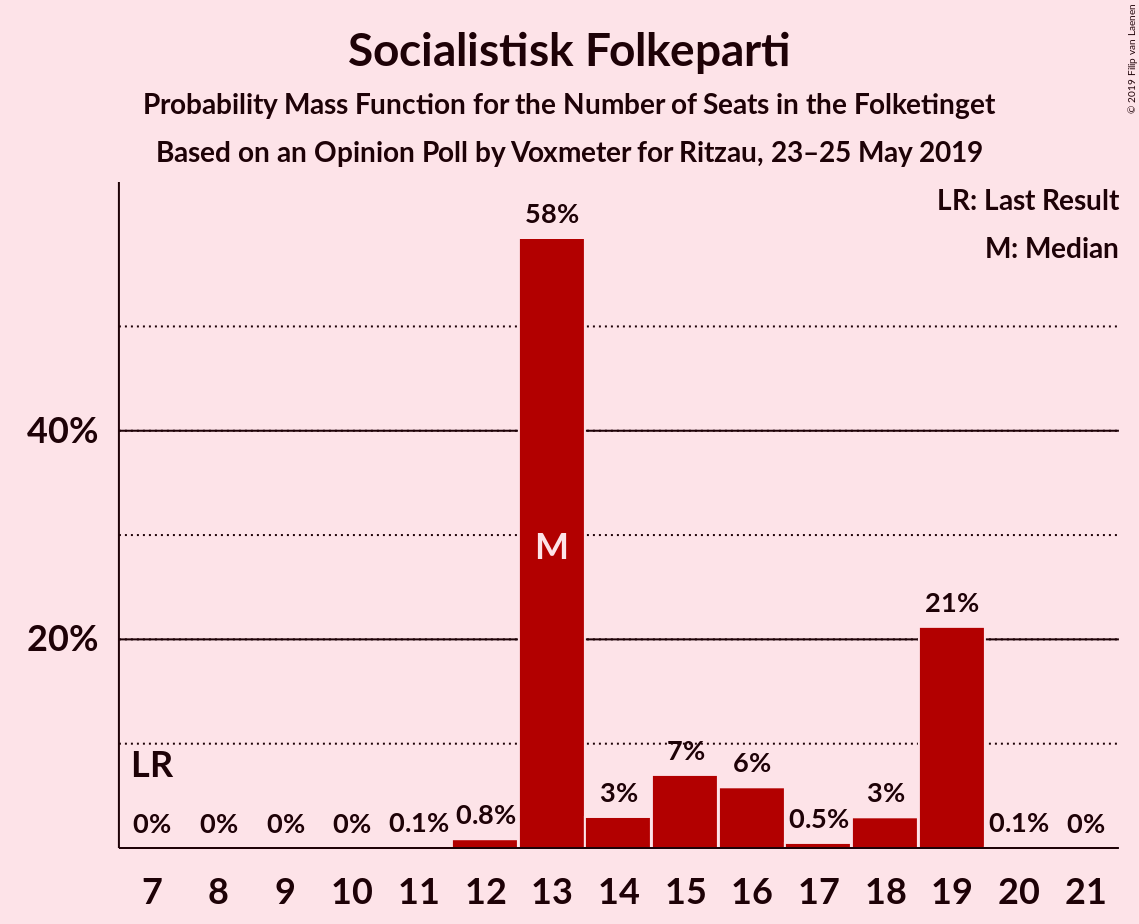 Socialistisk Folkeparti
Probability Mass Function for the Number of Seats in the Folketinget
Based on an Opinion Poll by Voxmeter for Ritzau, 23–25 May 2019
© 2019 Filip van Laenen
LR: Last Result
M: Median
58%
40%
M
21%
20%
LR
7%
6%
3%
3%
0%
0%
0%
0%
0.1%
0.8%
0.5%
0.1%
0%
7 8 9 10 11 12 13 14 15 16 17 18 19 20 21